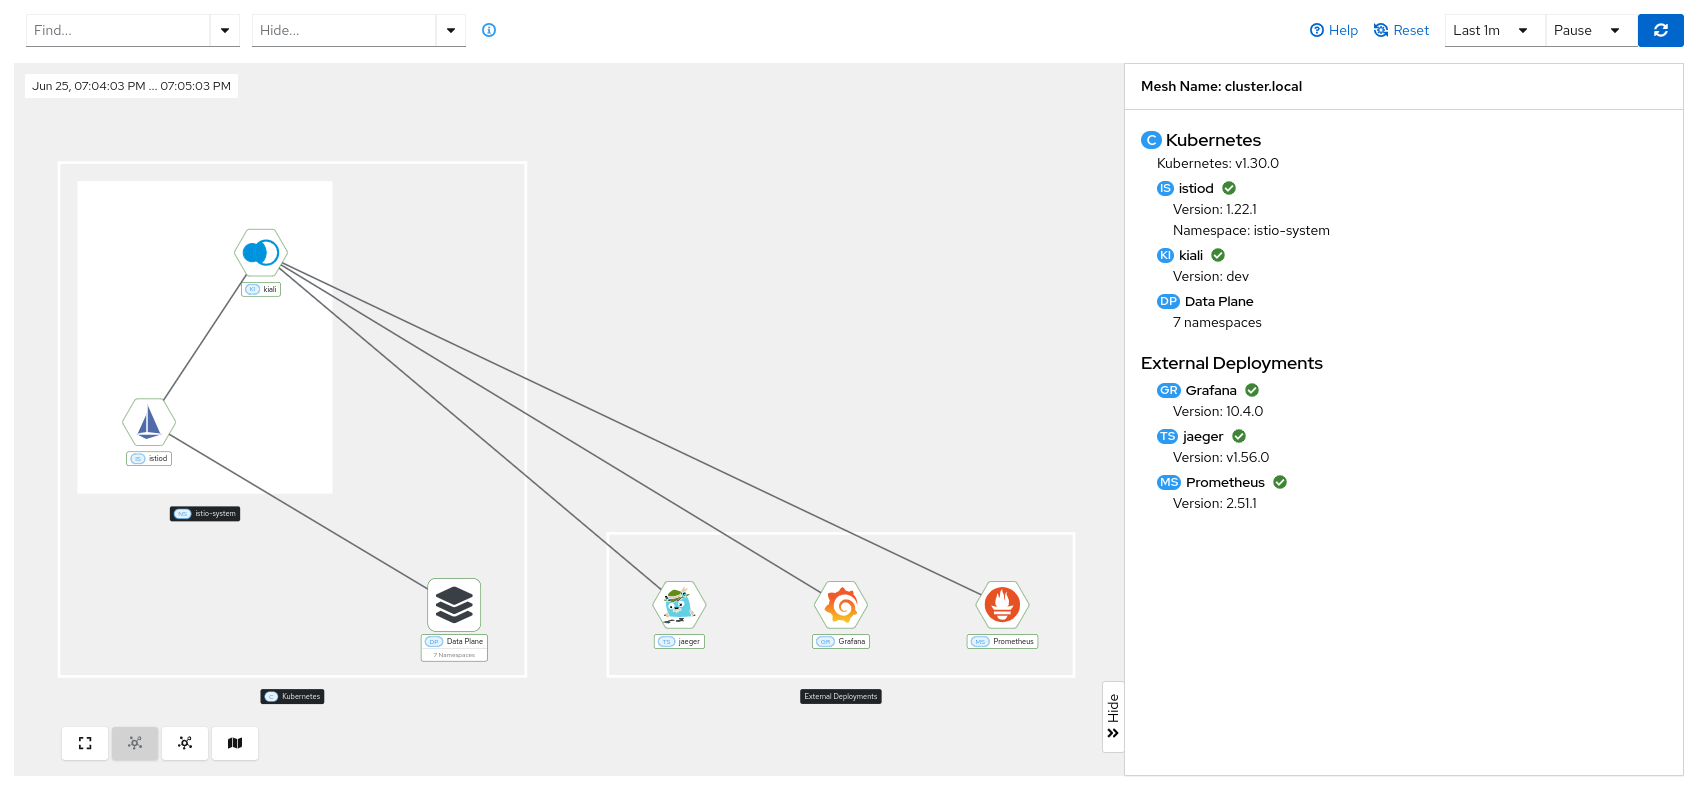 Find...
Hide...
Help
Reset
Last 1m
Pause
Jun 25, 07:04:03 PM ... 07:05:03 PM
KI kiali
IS istiod
NS istio-system
DP Data Plane
7 Namespaces
TS jaeger
GR Grafana
MS Prometheus
C Kubernetes
External Deployments
Hide
Mesh Name: cluster.local
C Kubernetes
Kubernetes: v1.30.0
IS istiod
Version: 1.22.1
Namespace: istio-system
KI kiali
Version: dev
DP Data Plane
7 namespaces
External Deployments
GR Grafana
Version: 10.4.0
TS jaeger
Version: v1.56.0
MS Prometheus
Version: 2.51.1